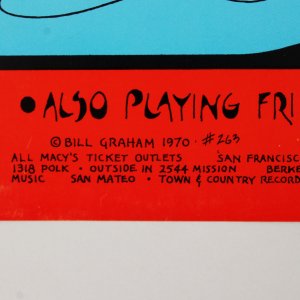 • ALSO PLAYING FRI
© BILL GRAHAM 1970 · #263
ALL MACY'S TICKET OUTLETS SAN FRANCISC
1318 POLK · OUTSIDE IN 2544 MISSION BERKE
MUSIC SAN MATEO · TOWN & COUNTRY RECORD